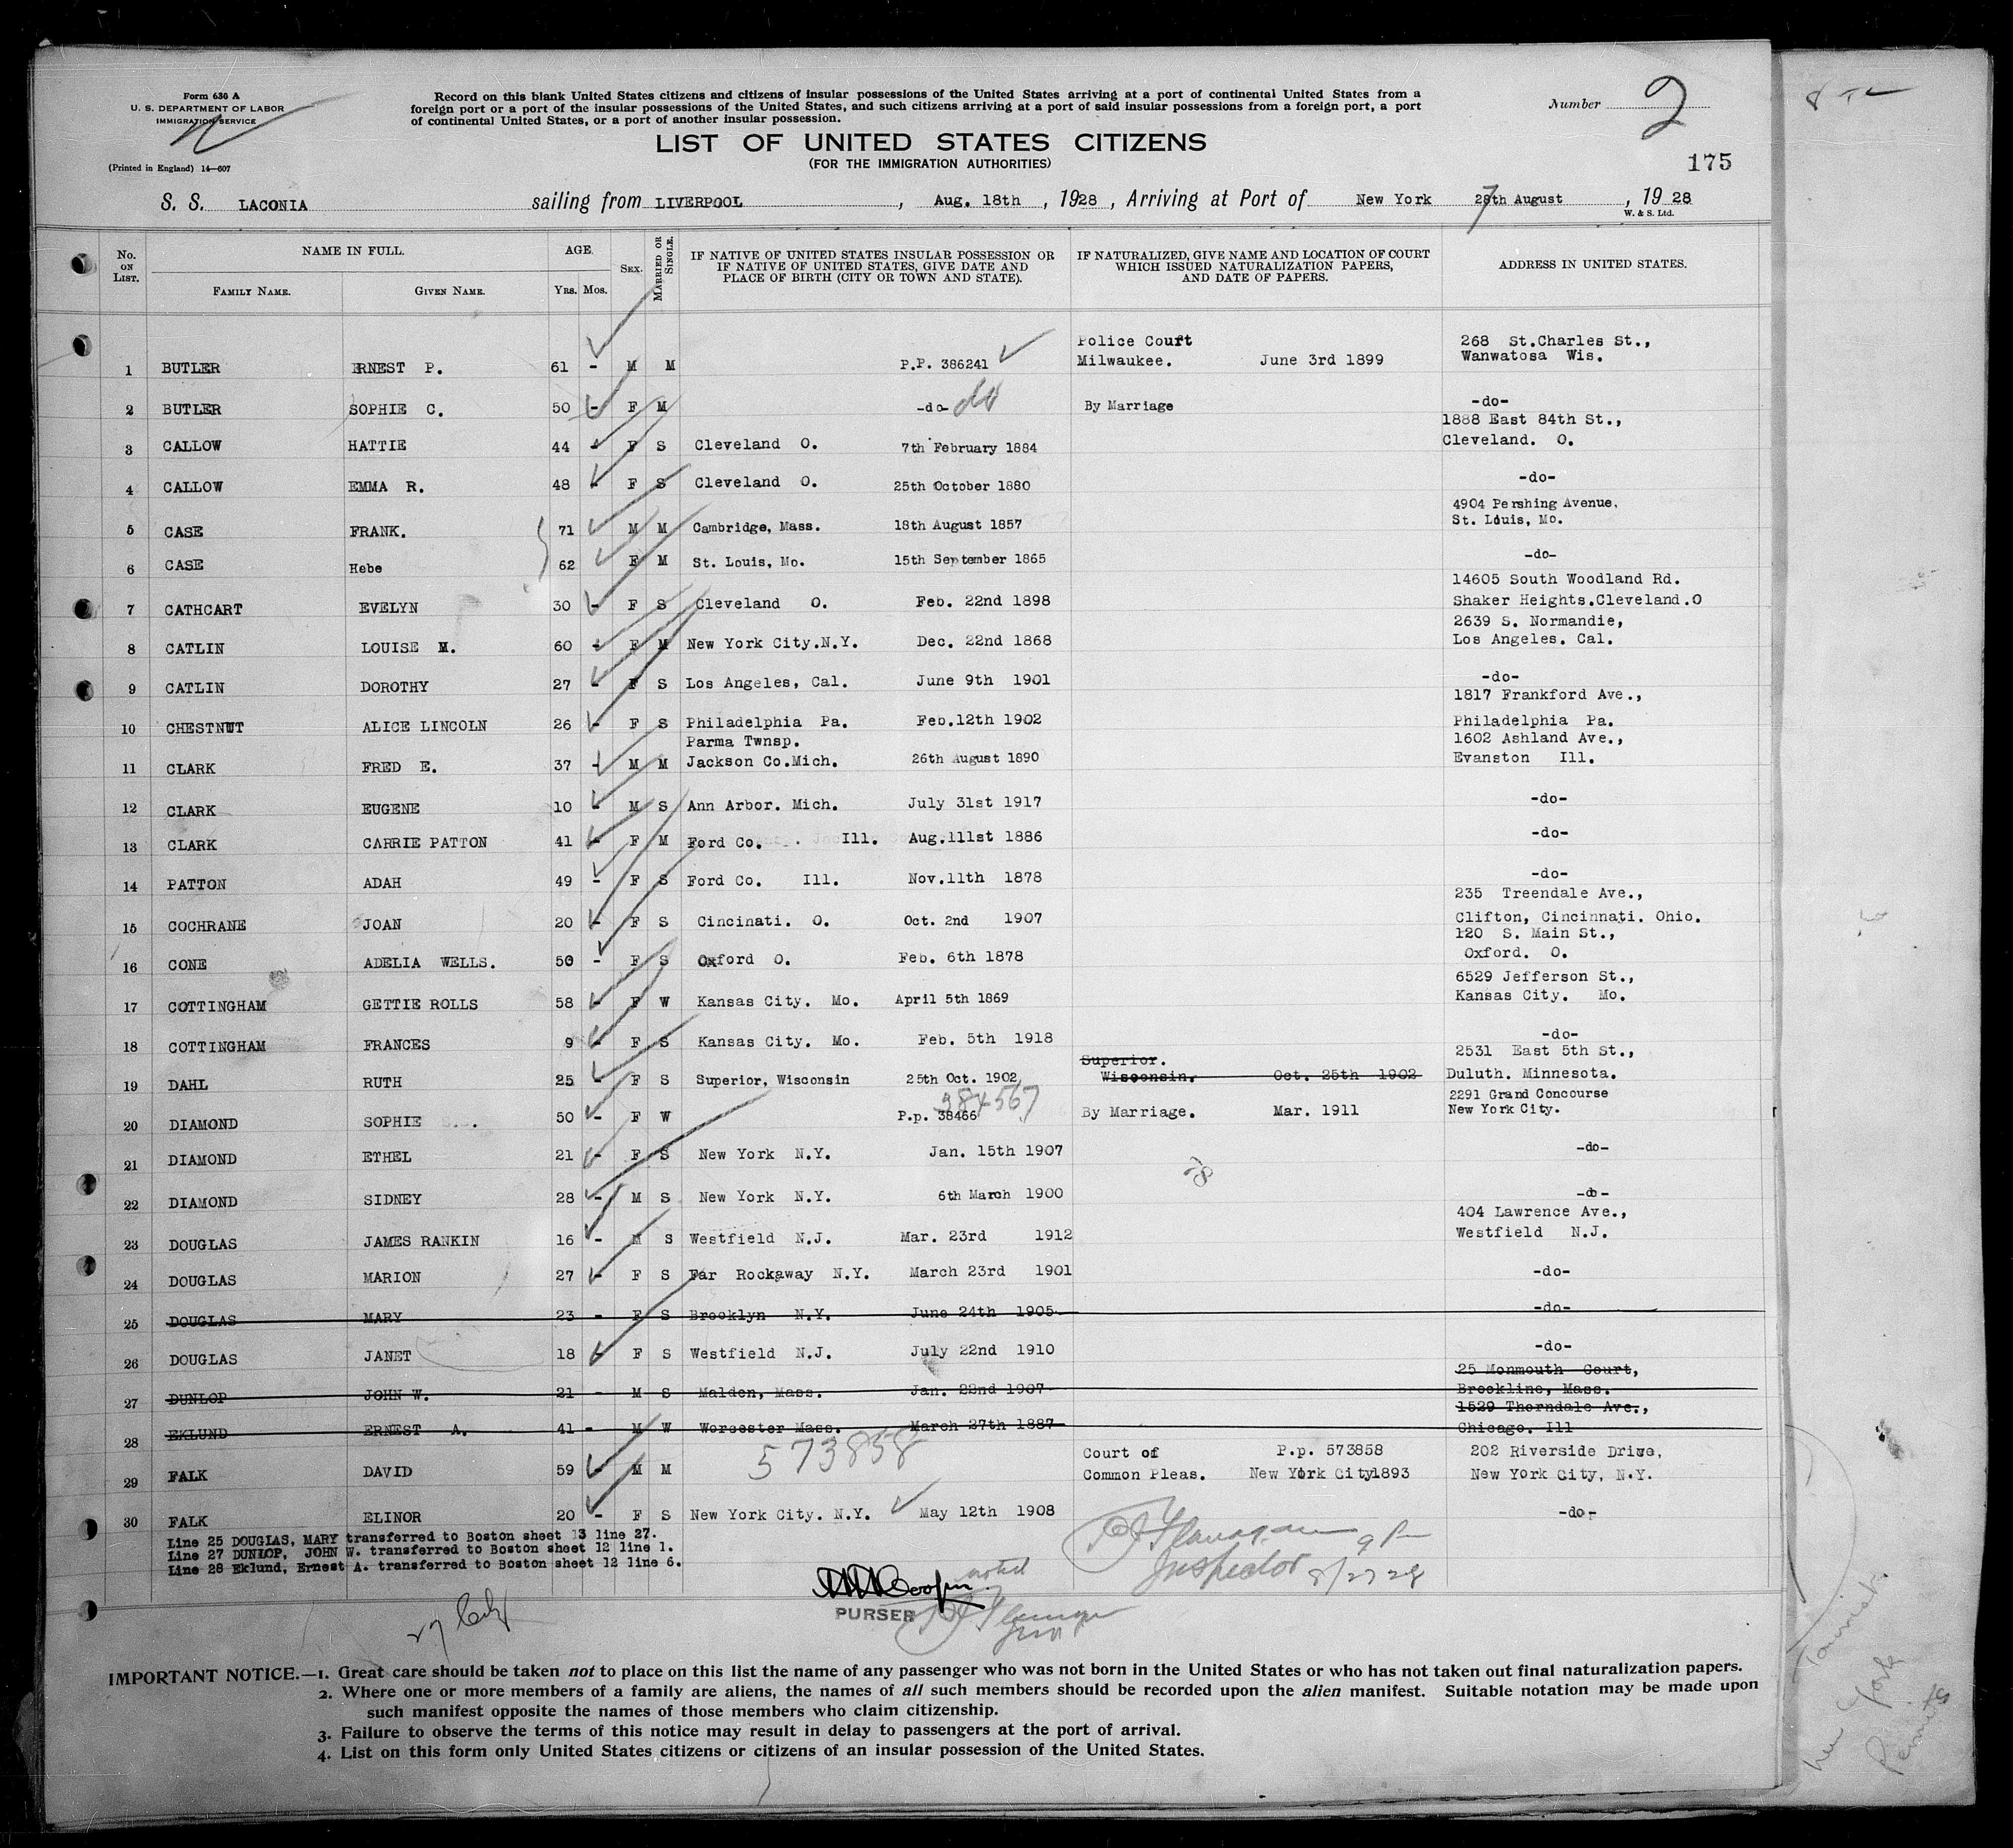 Form 630 A
U. S. DEPARTMENT OF LABOR
IMMIGRATION SERVICE
(Printed in England) 14—607
Record on this blank United States citizens and citizens of insular possessions of the United States arriving at a port of continental United States from a
foreign port or a port of the insular possessions of the United States, and such citizens arriving at a port of said insular possessions from a foreign port, a port
of continental United States, or a port of another insular possession.
Number 2
LIST OF UNITED STATES CITIZENS
(FOR THE IMMIGRATION AUTHORITIES)
175
S. S. LACONIA sailing from LIVERPOOL, Aug. 18th, 1928, Arriving at Port of New York 27th August, 1928
W. & S. Ltd.
No. ON LIST. NAME IN FULL. FAMILY NAME. GIVEN NAME. AGE. YRS. MOS. SEX. MARRIED OR SINGLE. IF NATIVE OF UNITED STATES INSULAR POSSESSION OR IF NATIVE OF UNITED STATES, GIVE DATE AND PLACE OF BIRTH (CITY OR TOWN AND STATE). IF NATURALIZED, GIVE NAME AND LOCATION OF COURT WHICH ISSUED NATURALIZATION PAPERS, AND DATE OF PAPERS. ADDRESS IN UNITED STATES.
Police Court 268 St.Charles St.,
1 BUTLER ERNEST P. 61 - M M P.P. 386241 Milwaukee. June 3rd 1899 Wanwatosa Wis.
2 BUTLER SOPHIE C. 50 - F M -do- do By Marriage -do-
1888 East 84th St.,
3 CALLOW HATTIE 44 - F S Cleveland O. 7th February 1884 Cleveland. O.
4 CALLOW EMMA R. 48 - F S Cleveland O. 25th October 1880 -do-
4904 Pershing Avenue,
5 CASE FRANK. 71 M M Cambridge, Mass. 18th August 1857 St. Louis, Mo.
6 CASE Hebe 62 F M St. Louis, Mo. 15th September 1865 -do-
14605 South Woodland Rd.
7 CATHCART EVELYN 30 - F S Cleveland O. Feb. 22nd 1898 Shaker Heights.Cleveland.O
2639 S. Normandie,
8 CATLIN LOUISE M. 60 - F M New York City.N.Y. Dec. 22nd 1868 Los Angeles. Cal.
9 CATLIN DOROTHY 27 - F S Los Angeles, Cal. June 9th 1901 -do-
1817 Frankford Ave.,
10 CHESTNUT ALICE LINCOLN 26 - F S Philadelphia Pa. Feb.12th 1902 Philadelphia Pa.
Parma Twnsp. 1602 Ashland Ave.,
11 CLARK FRED E. 37 - M M Jackson Co.Mich. 26th August 1890 Evanston Ill.
12 CLARK EUGENE 10 - M S Ann Arbor. Mich. July 31st 1917 -do-
13 CLARK CARRIE PATTON 41 - F M Ford Co. Ill. Aug.111st 1886 -do-
14 PATTON ADAH 49 - F S Ford Co. Ill. Nov.11th 1878 -do-
235 Treendale Ave.,
15 COCHRANE JOAN 20 - F S Cincinati. O. Oct. 2nd 1907 Clifton, Cincinnati. Ohio.
120 S. Main St.,
16 CONE ADELIA WELLS. 50 - F S Oxford O. Feb. 6th 1878 Oxford. O.
6529 Jefferson St.,
17 COTTINGHAM GETTIE ROLLS 58 - F W Kansas City. Mo. April 5th 1869 Kansas City. Mo.
18 COTTINGHAM FRANCES 9 - F S Kansas City. Mo. Feb. 5th 1918 -do-
Superior. 2531 East 5th St.,
19 DAHL RUTH 25 - F S Superior, Wisconsin 25th Oct. 1902 Wisconsin. Oct. 25th 1902 Duluth. Minnesota.
384567 2291 Grand Concourse
20 DIAMOND SOPHIE 50 - F W P.p. 38466 By Marriage. Mar. 1911 New York City.
21 DIAMOND ETHEL 21 - F S New York N.Y. Jan. 15th 1907 -do-
22 DIAMOND SIDNEY 28 - M S New York N.Y. 6th March 1900 -do-
404 Lawrence Ave.,
23 DOUGLAS JAMES RANKIN 16 - M S Westfield N.J. Mar. 23rd 1912 Westfield N.J.
24 DOUGLAS MARION 27 - F S Far Rockaway N.Y. March 23rd 1901 -do-
25 DOUGLAS MARY 23 - F S Brooklyn N.Y. June 24th 1905 -do-
26 DOUGLAS JANET 18 - F S Westfield N.J. July 22nd 1910 -do-
25 Monmouth Court,
27 DUNLOP JOHN W. 21 - M S Malden, Mass. Jan. 22nd 1907 Brookline, Mass.
1529 Thorndale Ave.,
28 EKLUND ERNEST A. 41 - M W Worcester Mass. March 27th 1887 Chicago. Ill
573858 Court of P.p. 573858 202 Riverside Drive,
29 FALK DAVID 59 - M M Common Pleas. New York City1893 New York City, N.Y.
30 FALK ELINOR 20 - F S New York City. N.Y. May 12th 1908 -do-
Line 25 DOUGLAS, MARY transferred to Boston sheet 13 line 27.
Line 27 DUNLOP, JOHN W. transferred to Boston sheet 12 line 1.
Line 28 Eklund, Ernest A. transferred to Boston sheet 12 line 6.
Flanagan
Inspector 8/27 28
noted
Cooper
PURSER
IMPORTANT NOTICE.—1. Great care should be taken not to place on this list the name of any passenger who was not born in the United States or who has not taken out final naturalization papers.
2. Where one or more members of a family are aliens, the names of all such members should be recorded upon the alien manifest. Suitable notation may be made upon
such manifest opposite the names of those members who claim citizenship.
3. Failure to observe the terms of this notice may result in delay to passengers at the port of arrival.
4. List on this form only United States citizens or citizens of an insular possession of the United States.
Tourist
New York
Permits